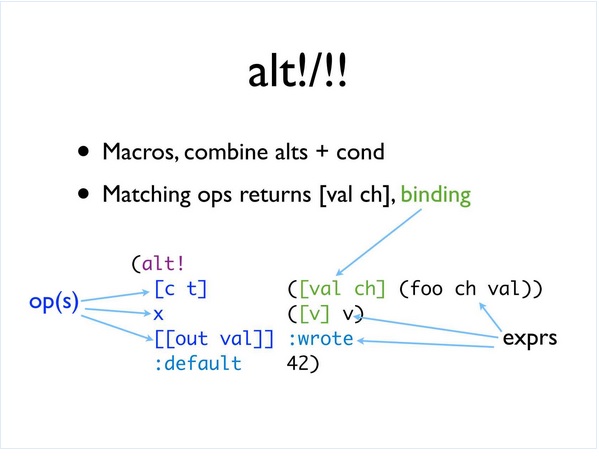 alt!/!!
• Macros, combine alts + cond
• Matching ops returns [val ch], binding
(alt!
[c t] ([val ch] (foo ch val))
op(s)
x ([v] v)
[[out val]] :wrote
exprs
:default 42)